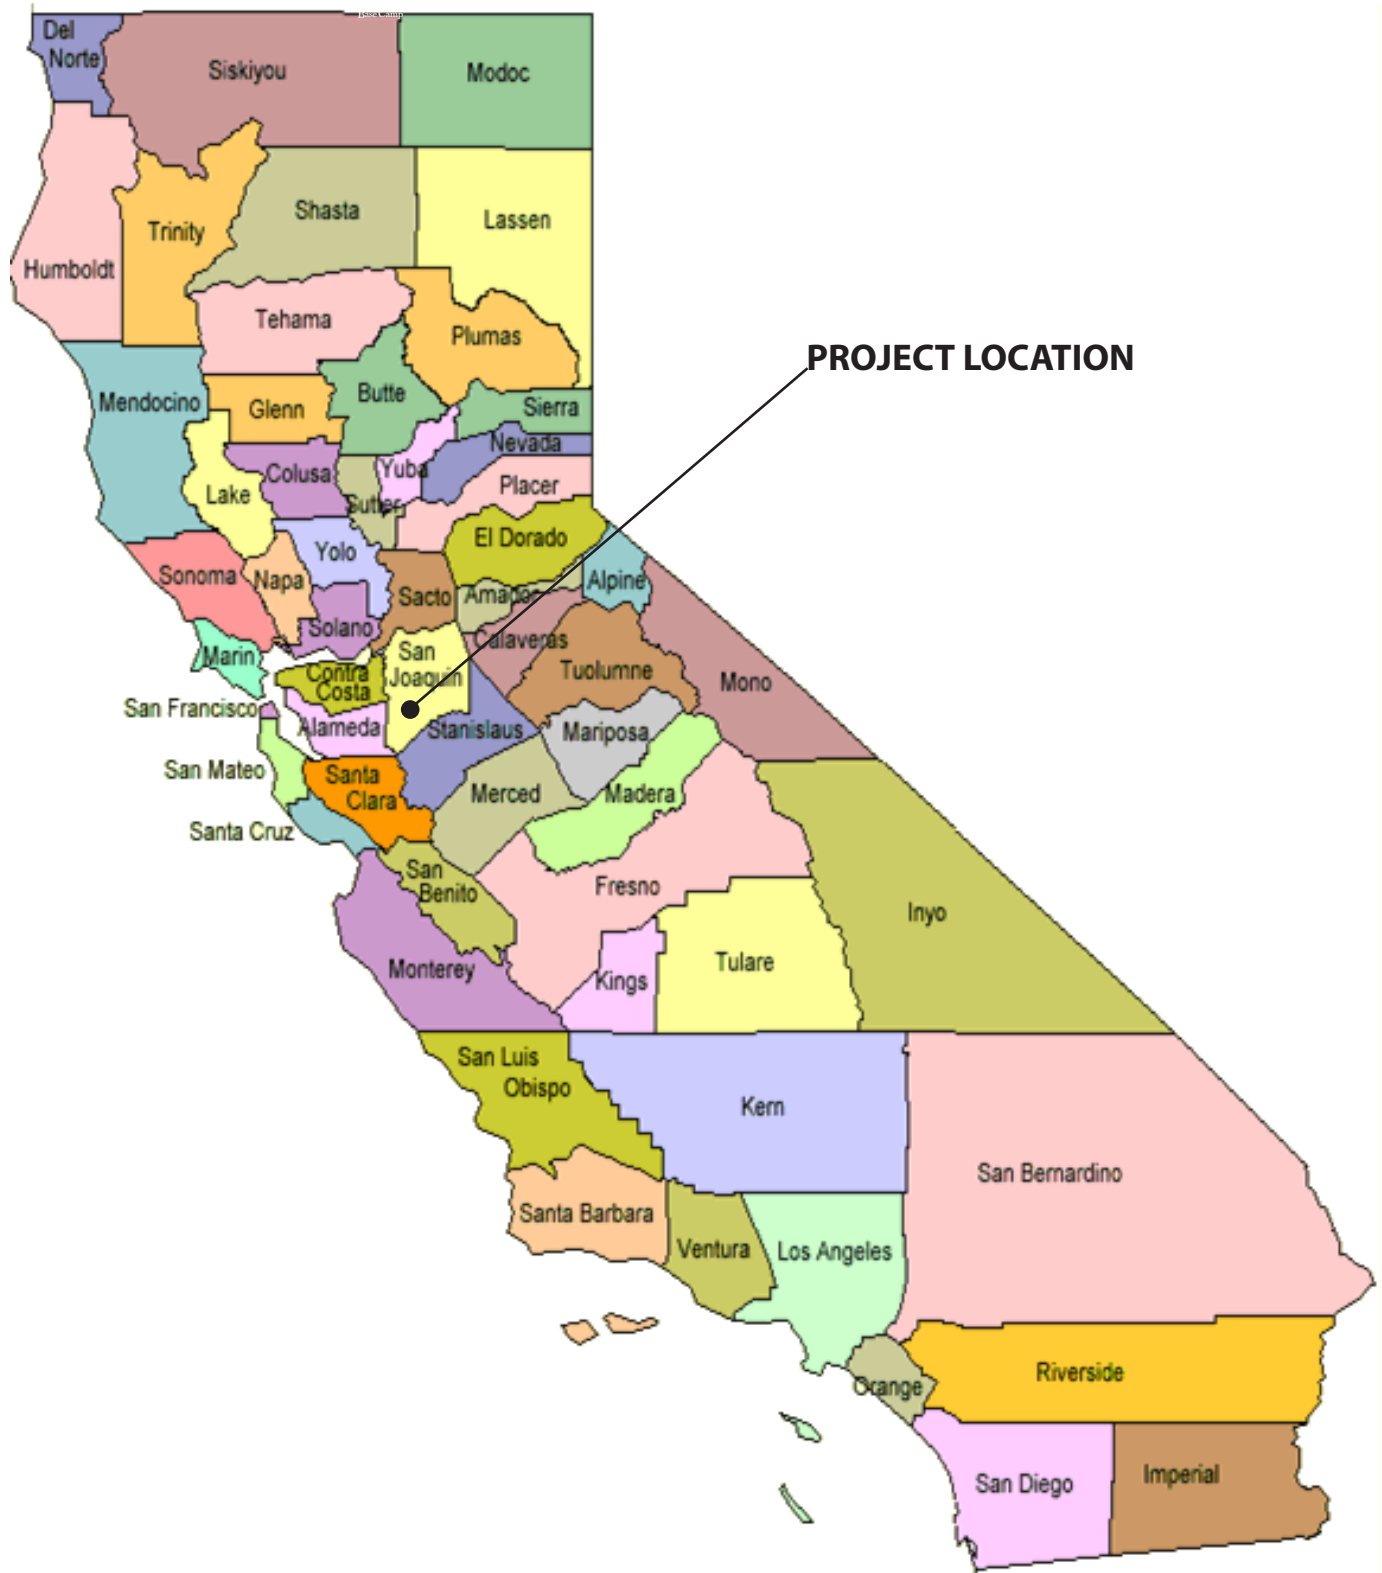 Base Camp
Del
Norte
Siskiyou
Modoc
Shasta
Lassen
Trinity
Humboldt
Tehama
Plumas
PROJECT LOCATION
Butte
Mendocino
Glenn
Sierra
Nevada
Colusa
Yuba
Placer
Lake
Sutter
El Dorado
Yolo
Sonoma
Napa
Alpine
Sacto
Amador
Solano
Calaveras
San
Joaquin
Marin
Contra
Costa
Tuolumne
Mono
San Francisco
Alameda
Stanislaus
Mariposa
San Mateo
Santa
Clara
Merced
Madera
Santa Cruz
San
Benito
Fresno
Inyo
Monterey
Kings
Tulare
San Luis
Obispo
Kern
San Bernardino
Santa Barbara
Ventura
Los Angeles
Riverside
Orange
San Diego
Imperial